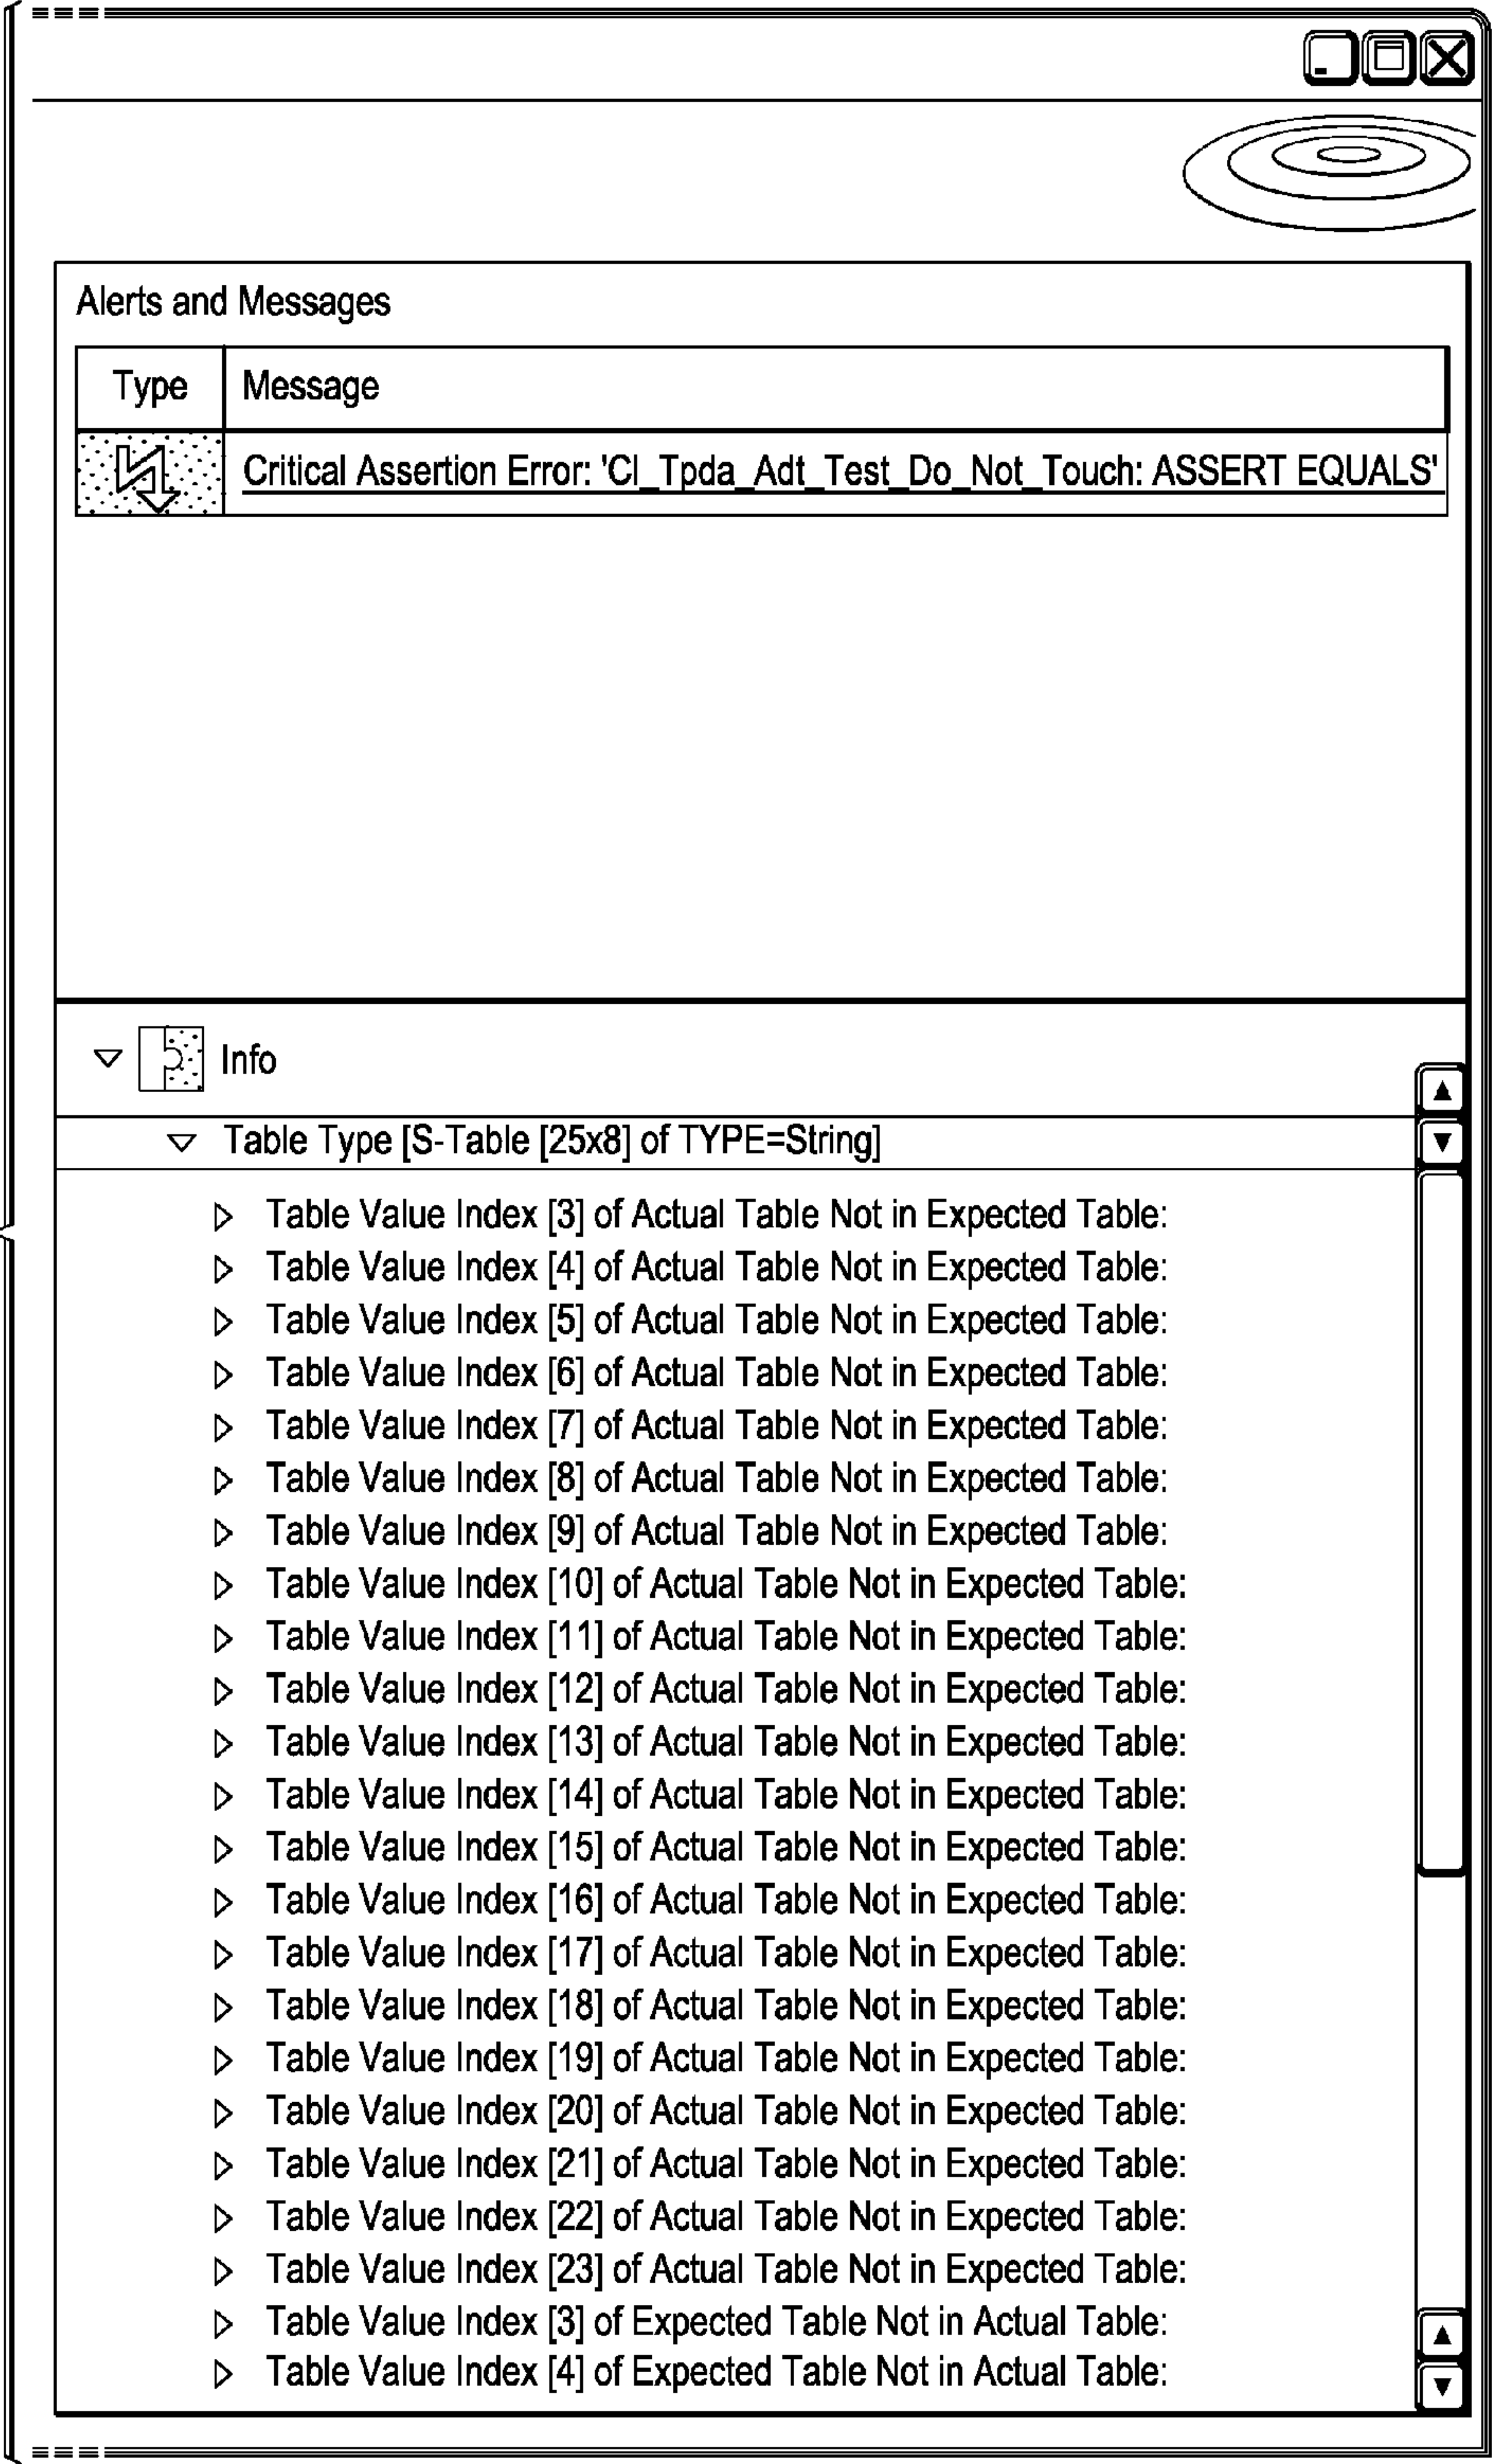 Alerts and Messages
Type Message
Critical Assertion Error: 'Cl_Tpda_Adt_Test_Do_Not_Touch: ASSERT EQUALS'
Info
Table Type [S-Table [25x8] of TYPE=String]
Table Value Index [3] of Actual Table Not in Expected Table:
Table Value Index [4] of Actual Table Not in Expected Table:
Table Value Index [5] of Actual Table Not in Expected Table:
Table Value Index [6] of Actual Table Not in Expected Table:
Table Value Index [7] of Actual Table Not in Expected Table:
Table Value Index [8] of Actual Table Not in Expected Table:
Table Value Index [9] of Actual Table Not in Expected Table:
Table Value Index [10] of Actual Table Not in Expected Table:
Table Value Index [11] of Actual Table Not in Expected Table:
Table Value Index [12] of Actual Table Not in Expected Table:
Table Value Index [13] of Actual Table Not in Expected Table:
Table Value Index [14] of Actual Table Not in Expected Table:
Table Value Index [15] of Actual Table Not in Expected Table:
Table Value Index [16] of Actual Table Not in Expected Table:
Table Value Index [17] of Actual Table Not in Expected Table:
Table Value Index [18] of Actual Table Not in Expected Table:
Table Value Index [19] of Actual Table Not in Expected Table:
Table Value Index [20] of Actual Table Not in Expected Table:
Table Value Index [21] of Actual Table Not in Expected Table:
Table Value Index [22] of Actual Table Not in Expected Table:
Table Value Index [23] of Actual Table Not in Expected Table:
Table Value Index [3] of Expected Table Not in Actual Table:
Table Value Index [4] of Expected Table Not in Actual Table: